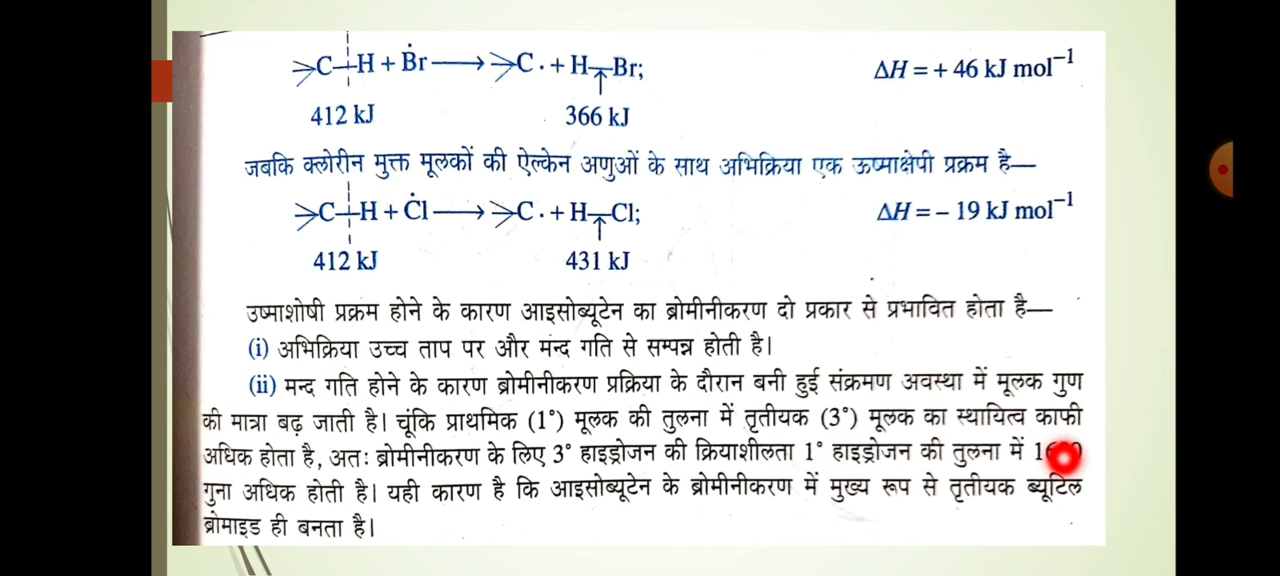 >C–H + Ḃr ⟶ >C· + H–Br; ΔH = + 46 kJ mol⁻¹
412 kJ 366 kJ
जबकि क्लोरीन मुक्त मूलकों की ऐल्केन अणुओं के साथ अभिक्रिया एक ऊष्माक्षेपी प्रक्रम है—
>C–H + Ċl ⟶ >C· + H–Cl; ΔH = – 19 kJ mol⁻¹
412 kJ 431 kJ
उष्माशोषी प्रक्रम होने के कारण आइसोब्यूटेन का ब्रोमीनीकरण दो प्रकार से प्रभावित होता है—
(i) अभिक्रिया उच्च ताप पर और मन्द गति से सम्पन्न होती है।
(ii) मन्द गति होने के कारण ब्रोमीनीकरण प्रक्रिया के दौरान बनी हुई संक्रमण अवस्था में मूलक गुण
की मात्रा बढ़ जाती है। चूंकि प्राथमिक (1°) मूलक की तुलना में तृतीयक (3°) मूलक का स्थायित्व काफी
अधिक होता है, अतः ब्रोमीनीकरण के लिए 3° हाइड्रोजन की क्रियाशीलता 1° हाइड्रोजन की तुलना में
गुना अधिक होती है। यही कारण है कि आइसोब्यूटेन के ब्रोमीनीकरण में मुख्य रूप से तृतीयक ब्यूटिल
ब्रोमाइड ही बनता है।